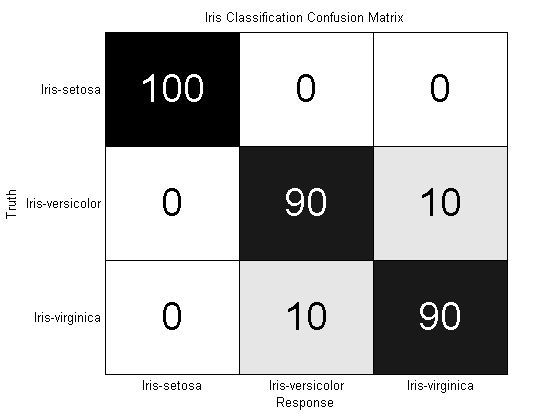 Iris Classification Confusion Matrix
Iris-setosa 100 0 0
Truth
Iris-versicolor 0 90 10
Iris-virginica 0 10 90
Iris-setosa Iris-versicolor Iris-virginica
Response